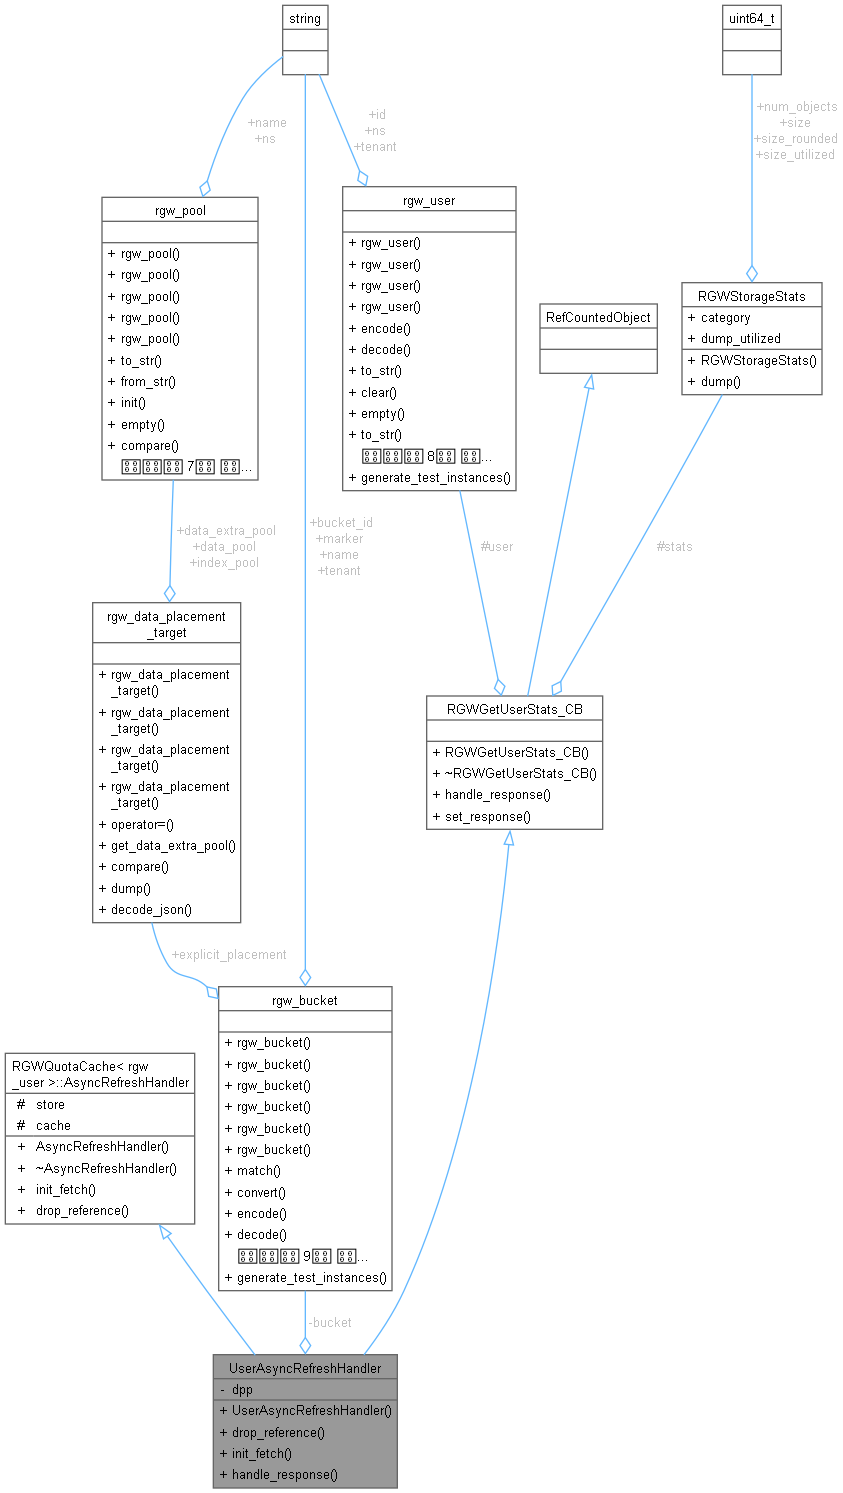 string
uint64_t
+name
+ns
+id
+ns
+tenant
+num_objects
+size
+size_rounded
+size_utilized
rgw_pool
+ rgw_pool()
+ rgw_pool()
+ rgw_pool()
+ rgw_pool()
+ rgw_pool()
+ to_str()
+ from_str()
+ init()
+ empty()
+ compare()
7
...
rgw_user
+ rgw_user()
+ rgw_user()
+ rgw_user()
+ rgw_user()
+ encode()
+ decode()
+ to_str()
+ clear()
+ empty()
+ to_str()
8
...
+ generate_test_instances()
RefCountedObject
RGWStorageStats
+ category
+ dump_utilized
+ RGWStorageStats()
+ dump()
+data_extra_pool
+data_pool
+index_pool
+bucket_id
+marker
+name
+tenant
#user
#stats
rgw_data_placement
_target
+ rgw_data_placement
_target()
+ rgw_data_placement
_target()
+ rgw_data_placement
_target()
+ rgw_data_placement
_target()
+ operator=()
+ get_data_extra_pool()
+ compare()
+ dump()
+ decode_json()
RGWGetUserStats_CB
+ RGWGetUserStats_CB()
+ ~RGWGetUserStats_CB()
+ handle_response()
+ set_response()
+explicit_placement
rgw_bucket
+ rgw_bucket()
+ rgw_bucket()
+ rgw_bucket()
+ rgw_bucket()
+ rgw_bucket()
+ rgw_bucket()
+ match()
+ convert()
+ encode()
+ decode()
9
...
+ generate_test_instances()
RGWQuotaCache< rgw
_user >::AsyncRefreshHandler
# store
# cache
+ AsyncRefreshHandler()
+ ~AsyncRefreshHandler()
+ init_fetch()
+ drop_reference()
-bucket
UserAsyncRefreshHandler
- dpp
+ UserAsyncRefreshHandler()
+ drop_reference()
+ init_fetch()
+ handle_response()